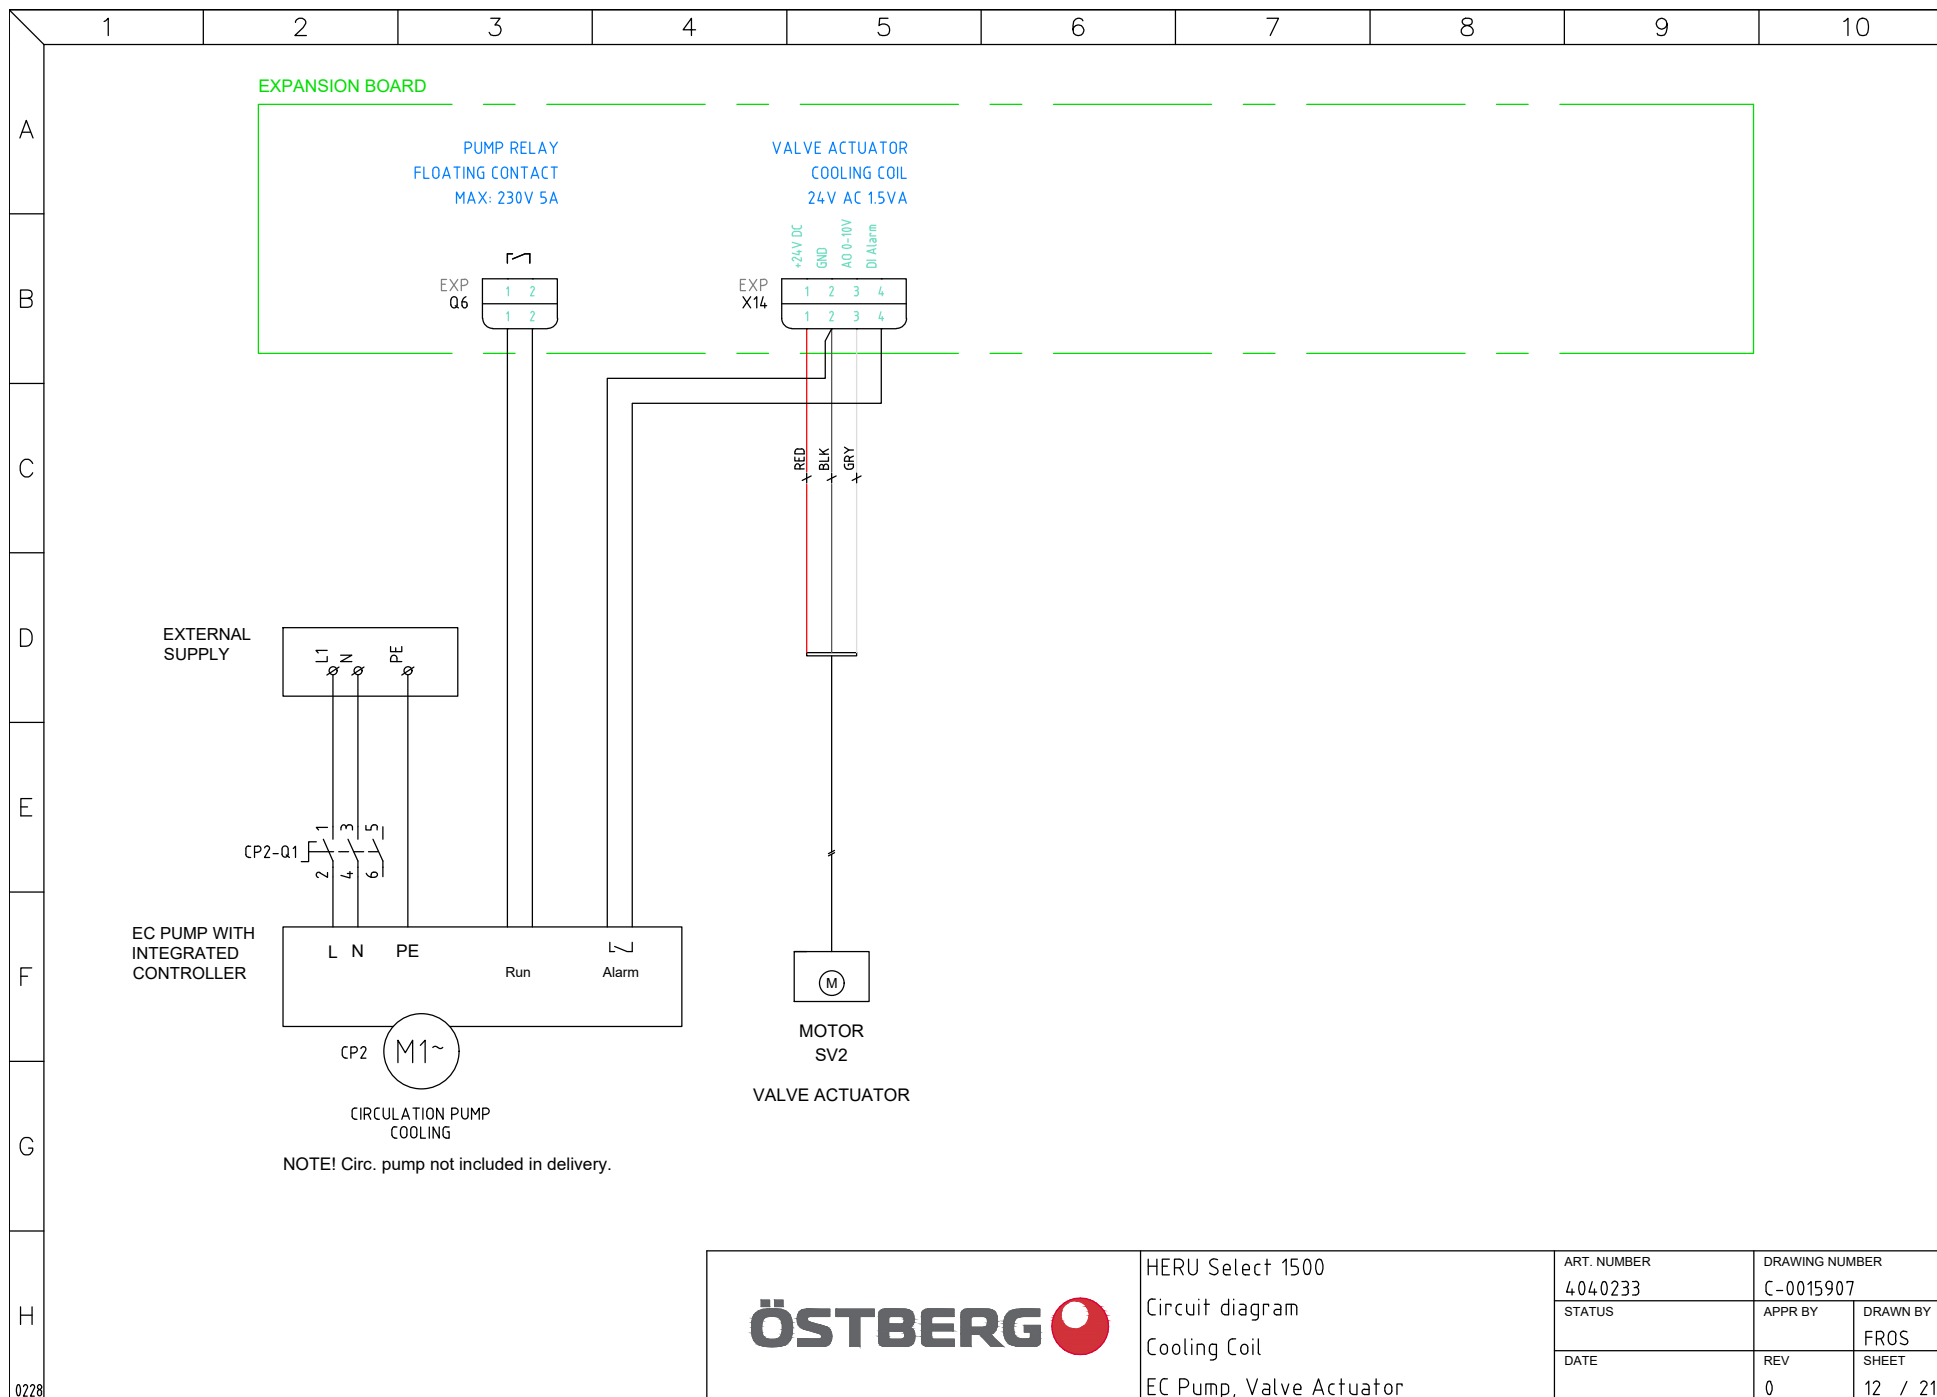 1 2 3 4 5 6 7 8 9 10
A
B
C
D
E
F
G
H
0228
EXPANSION BOARD
PUMP RELAY
FLOATING CONTACT
MAX: 230V 5A
VALVE ACTUATOR
COOLING COIL
24V AC 1.5VA
+24V DC
GND
AO 0-10V
DI Alarm
EXP
Q6
1 2
1 2
EXP
X14
1 2 3 4
1 2 3 4
RED
BLK
GRY
EXTERNAL
SUPPLY
L1
N
PE
CP2-Q1
1 3 5
2 4 6
EC PUMP WITH
INTEGRATED
CONTROLLER
L N PE
Run
Alarm
CP2
M1~
CIRCULATION PUMP
COOLING
NOTE! Circ. pump not included in delivery.
M
MOTOR
SV2
VALVE ACTUATOR
ÖSTBERG
HERU Select 1500
Circuit diagram
Cooling Coil
EC Pump, Valve Actuator
ART. NUMBER
4040233
DRAWING NUMBER
C-0015907
STATUS
APPR BY
DRAWN BY
FROS
DATE
REV
0
SHEET
12 / 21